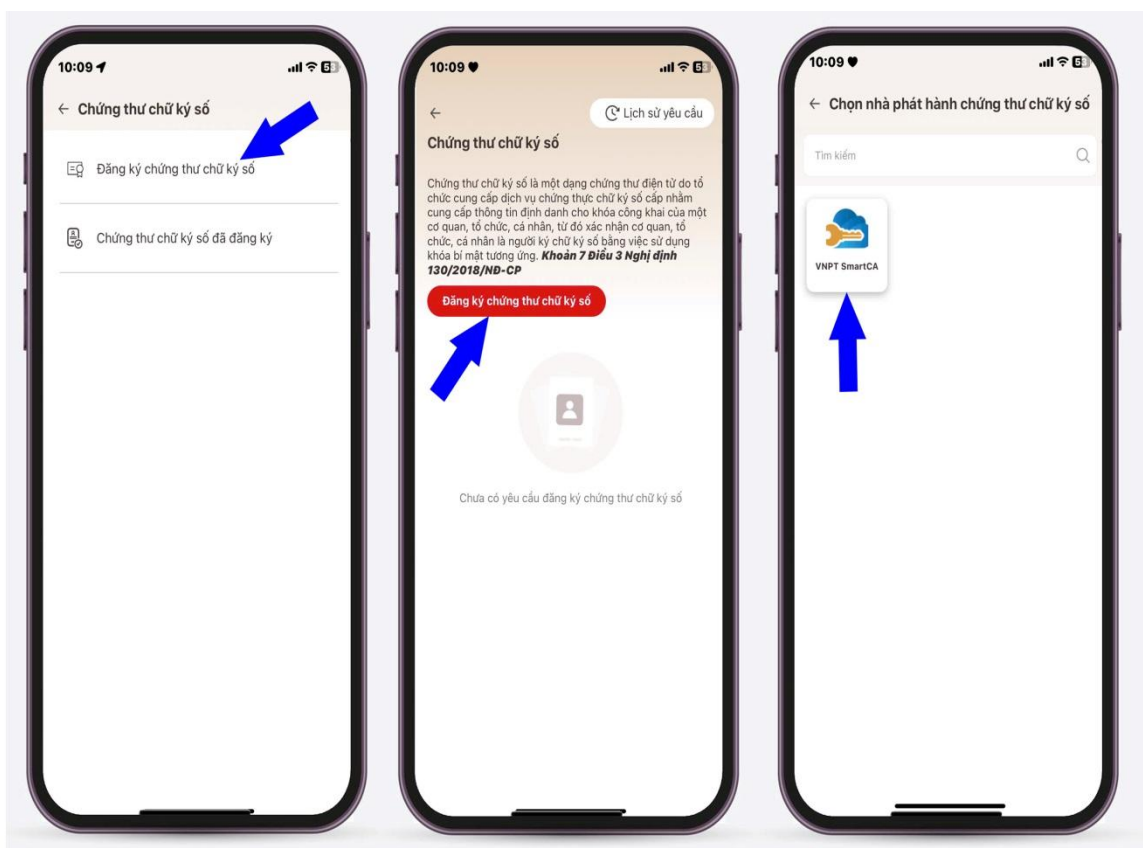 10:09
Chứng thư chữ ký số
Đăng ký chứng thư chữ ký số
Chứng thư chữ ký số đã đăng ký
10:09
Lịch sử yêu cầu
Chứng thư chữ ký số
Chứng thư chữ ký số là một dạng chứng thư điện tử do tổ
chức cung cấp dịch vụ chứng thực chữ ký số cấp nhằm
cung cấp thông tin định danh cho khóa công khai của một
cơ quan, tổ chức, cá nhân, từ đó xác nhận cơ quan, tổ
chức, cá nhân là người ký chữ ký số bằng việc sử dụng
khóa bí mật tương ứng. Khoản 7 Điều 3 Nghị định
130/2018/NĐ-CP
Đăng ký chứng thư chữ ký số
Chưa có yêu cầu đăng ký chứng thư chữ ký số
10:09
Chọn nhà phát hành chứng thư chữ ký số
Tìm kiếm
VNPT SmartCA